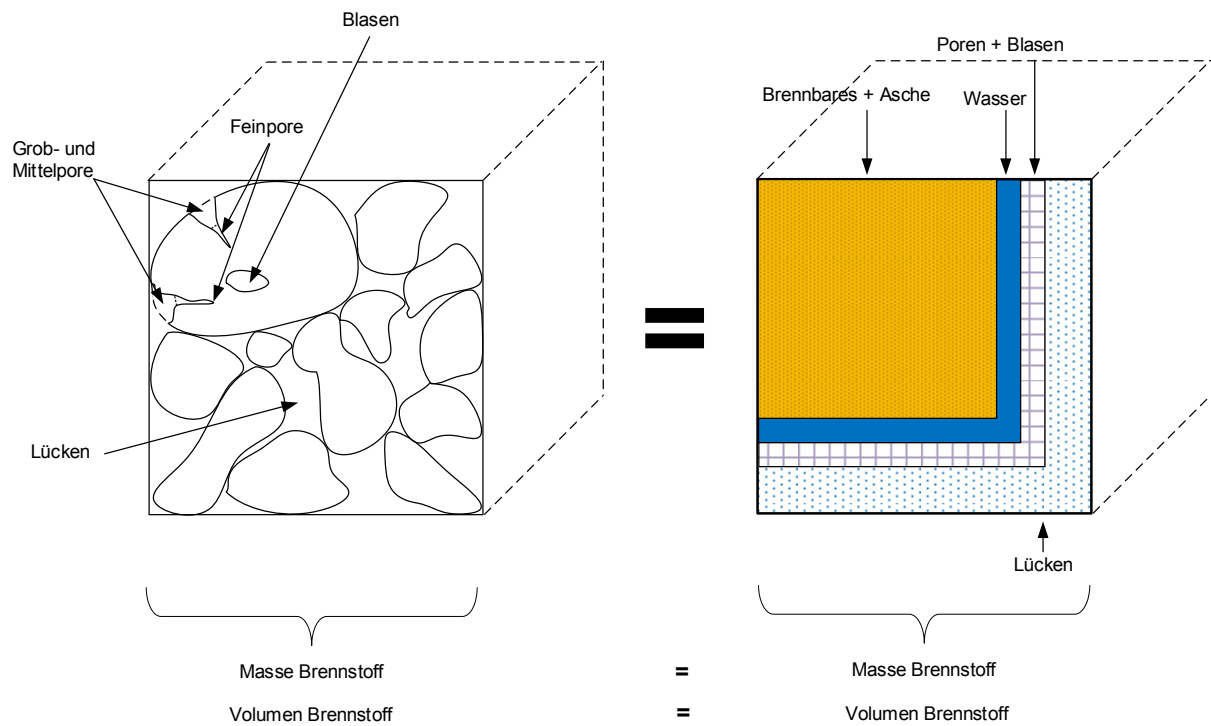 Blasen
Feinpore
Grob- und
Mittelpore
Lücken
Poren + Blasen
Brennbares + Asche
Wasser
=
Lücken
Masse Brennstoff
=
Masse Brennstoff
Volumen Brennstoff
=
Volumen Brennstoff